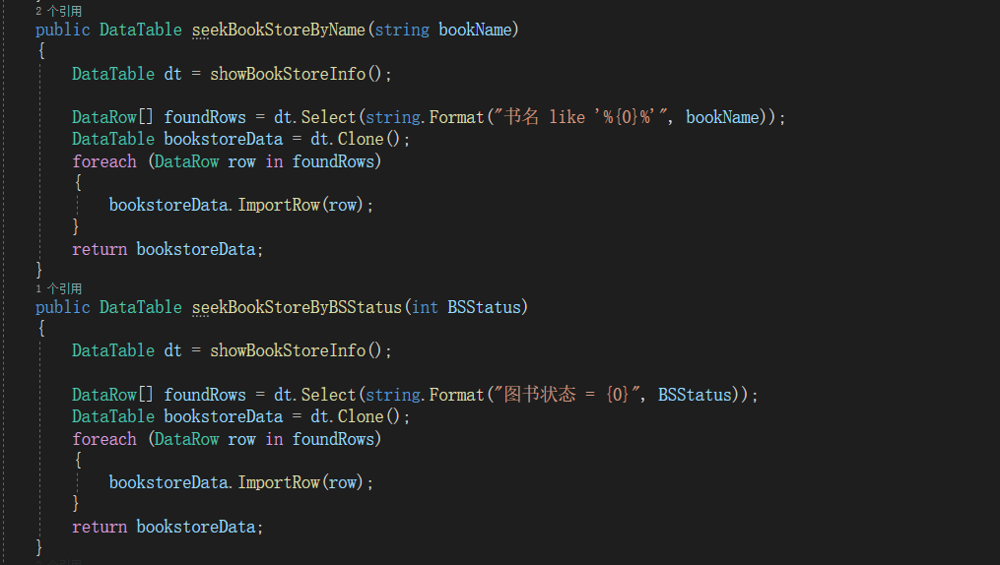 2 个引用
public DataTable seekBookStoreByName(string bookName)
{
DataTable dt = showBookStoreInfo();
DataRow[] foundRows = dt.Select(string.Format("书名 like '%{0}%'", bookName));
DataTable bookstoreData = dt.Clone();
foreach (DataRow row in foundRows)
{
bookstoreData.ImportRow(row);
}
return bookstoreData;
}
1 个引用
public DataTable seekBookStoreByBSStatus(int BSStatus)
{
DataTable dt = showBookStoreInfo();
DataRow[] foundRows = dt.Select(string.Format("图书状态 = {0}", BSStatus));
DataTable bookstoreData = dt.Clone();
foreach (DataRow row in foundRows)
{
bookstoreData.ImportRow(row);
}
return bookstoreData;
}